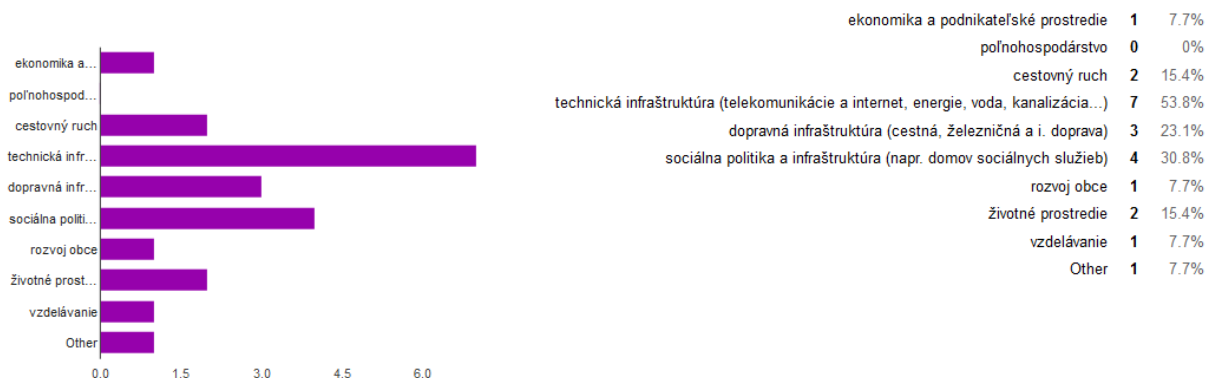 ekonomika a...
poľnohospod...
cestovný ruch
technická infr...
dopravná infr...
sociálna politi...
rozvoj obce
životné prost...
vzdelávanie
Other
0.0 1.5 3.0 4.5 6.0
ekonomika a podnikateľské prostredie 1 7.7%
poľnohospodárstvo 0 0%
cestovný ruch 2 15.4%
technická infraštruktúra (telekomunikácie a internet, energie, voda, kanalizácia...) 7 53.8%
dopravná infraštruktúra (cestná, železničná a i. doprava) 3 23.1%
sociálna politika a infraštruktúra (napr. domov sociálnych služieb) 4 30.8%
rozvoj obce 1 7.7%
životné prostredie 2 15.4%
vzdelávanie 1 7.7%
Other 1 7.7%